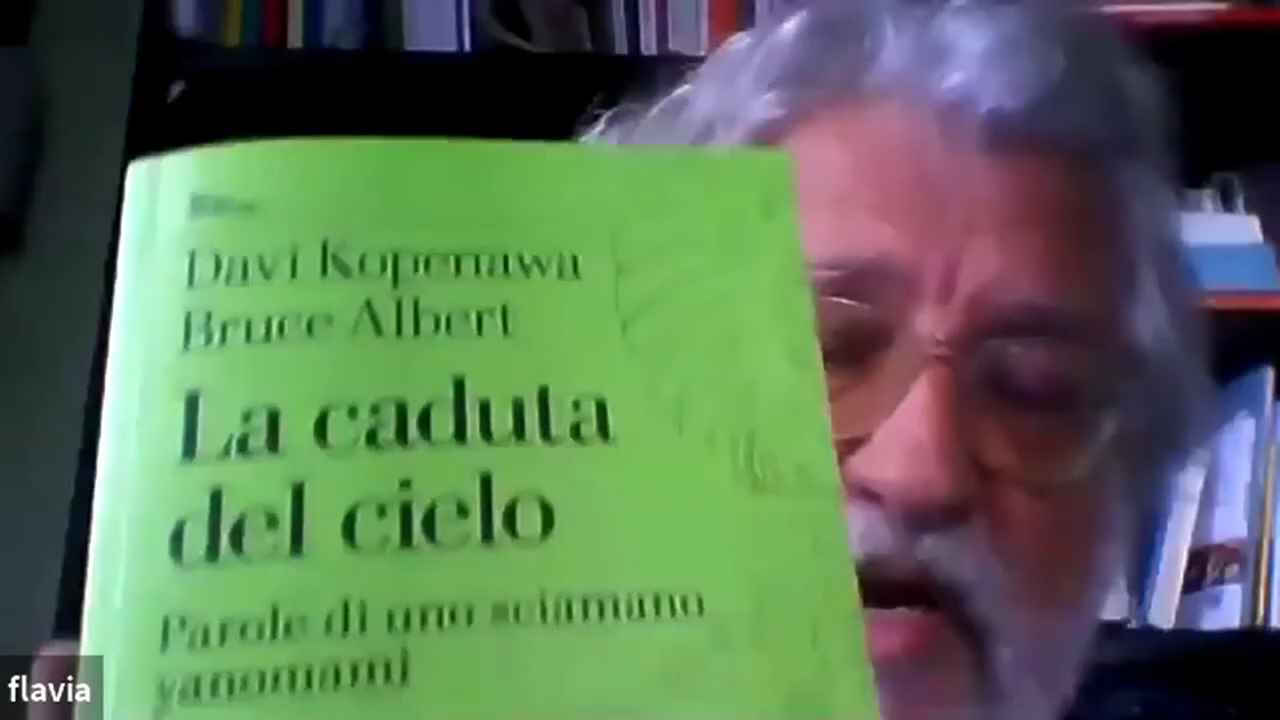 Davi Kopenawa
Bruce Albert
La caduta
del cielo
Parole di uno sciamano
yanomami
flavia